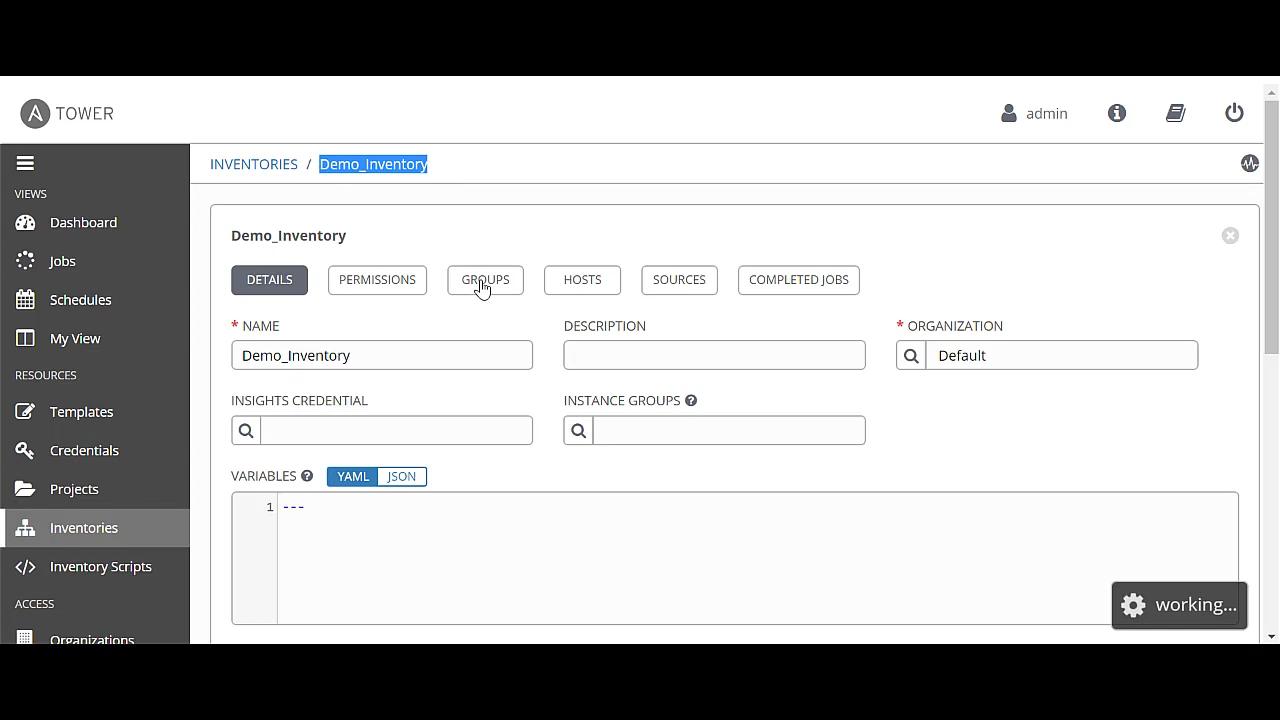 TOWER
admin
VIEWS
Dashboard
Jobs
Schedules
My View
RESOURCES
Templates
Credentials
Projects
Inventories
Inventory Scripts
ACCESS
Organizations
INVENTORIES / Demo_Inventory
Demo_Inventory
DETAILS PERMISSIONS GROUPS HOSTS SOURCES COMPLETED JOBS
* NAME DESCRIPTION * ORGANIZATION
Demo_Inventory Default
INSIGHTS CREDENTIAL INSTANCE GROUPS ?
VARIABLES ? YAML JSON
1 ---
working...